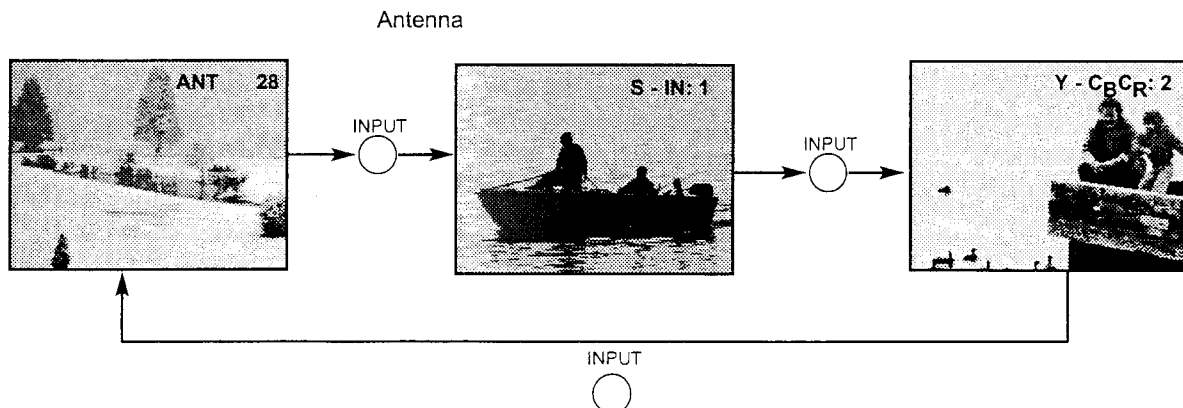 Antenna
ANT 28
INPUT
S - IN: 1
INPUT
Y - CBCR: 2
INPUT